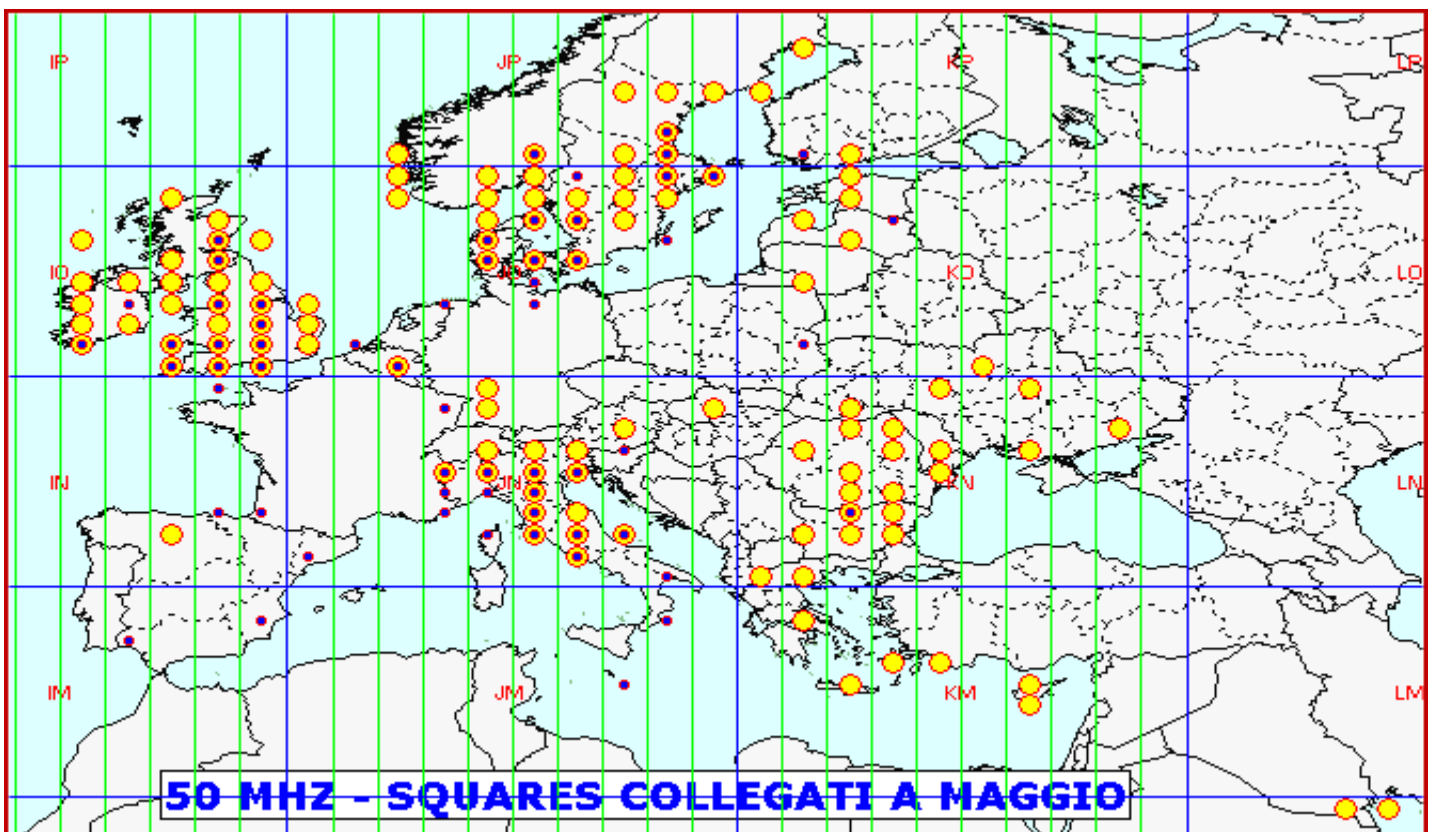 IP JP KP LP
IO JO KO LO
IN JN KN LN
IM JM KM LM
50 MHZ - SQUARES COLLEGATI A MAGGIO